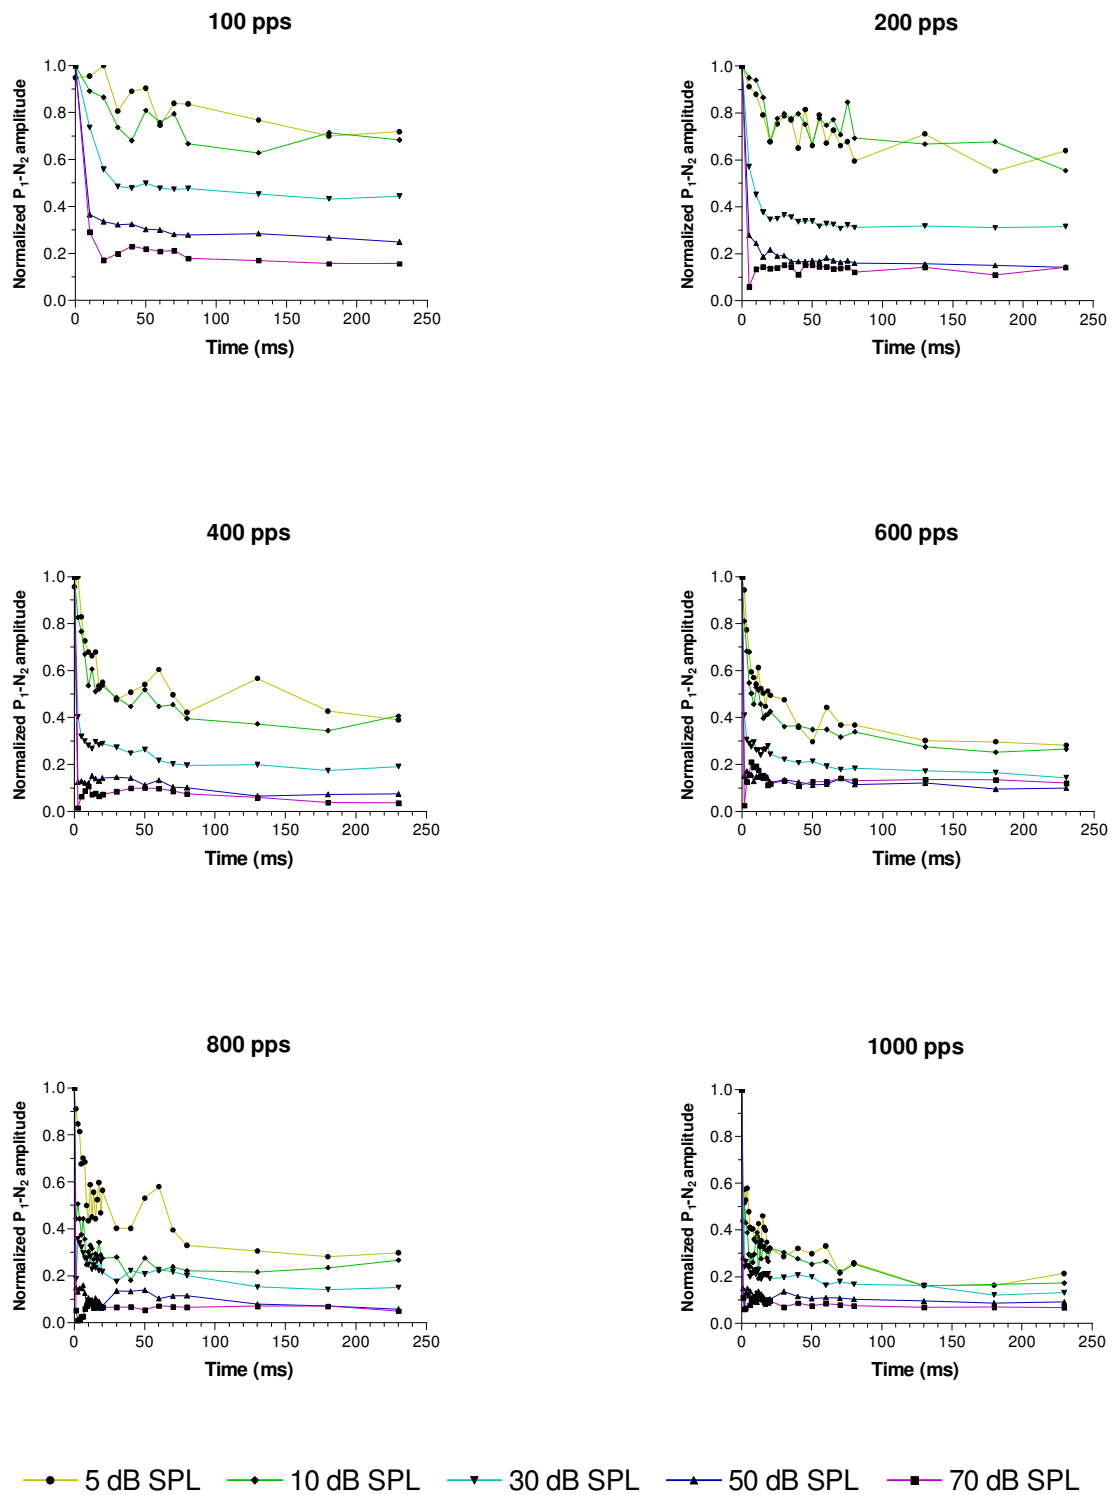 100 pps
200 pps
Normalized P₁-N₂ amplitude
1.0
0.8
0.6
0.4
0.2
0.0
0 50 100 150 200 250
Time (ms)
Normalized P₁-N₂ amplitude
1.0
0.8
0.6
0.4
0.2
0.0
0 50 100 150 200 250
Time (ms)
400 pps
600 pps
Normalized P₁-N₂ amplitude
1.0
0.8
0.6
0.4
0.2
0.0
0 50 100 150 200 250
Time (ms)
Normalized P₁-N₂ amplitude
1.0
0.8
0.6
0.4
0.2
0.0
0 50 100 150 200 250
Time (ms)
800 pps
1000 pps
Normalized P₁-N₂ amplitude
1.0
0.8
0.6
0.4
0.2
0.0
0 50 100 150 200 250
Time (ms)
Normalized P₁-N₂ amplitude
1.0
0.8
0.6
0.4
0.2
0.0
0 50 100 150 200 250
Time (ms)
5 dB SPL 10 dB SPL 30 dB SPL 50 dB SPL 70 dB SPL